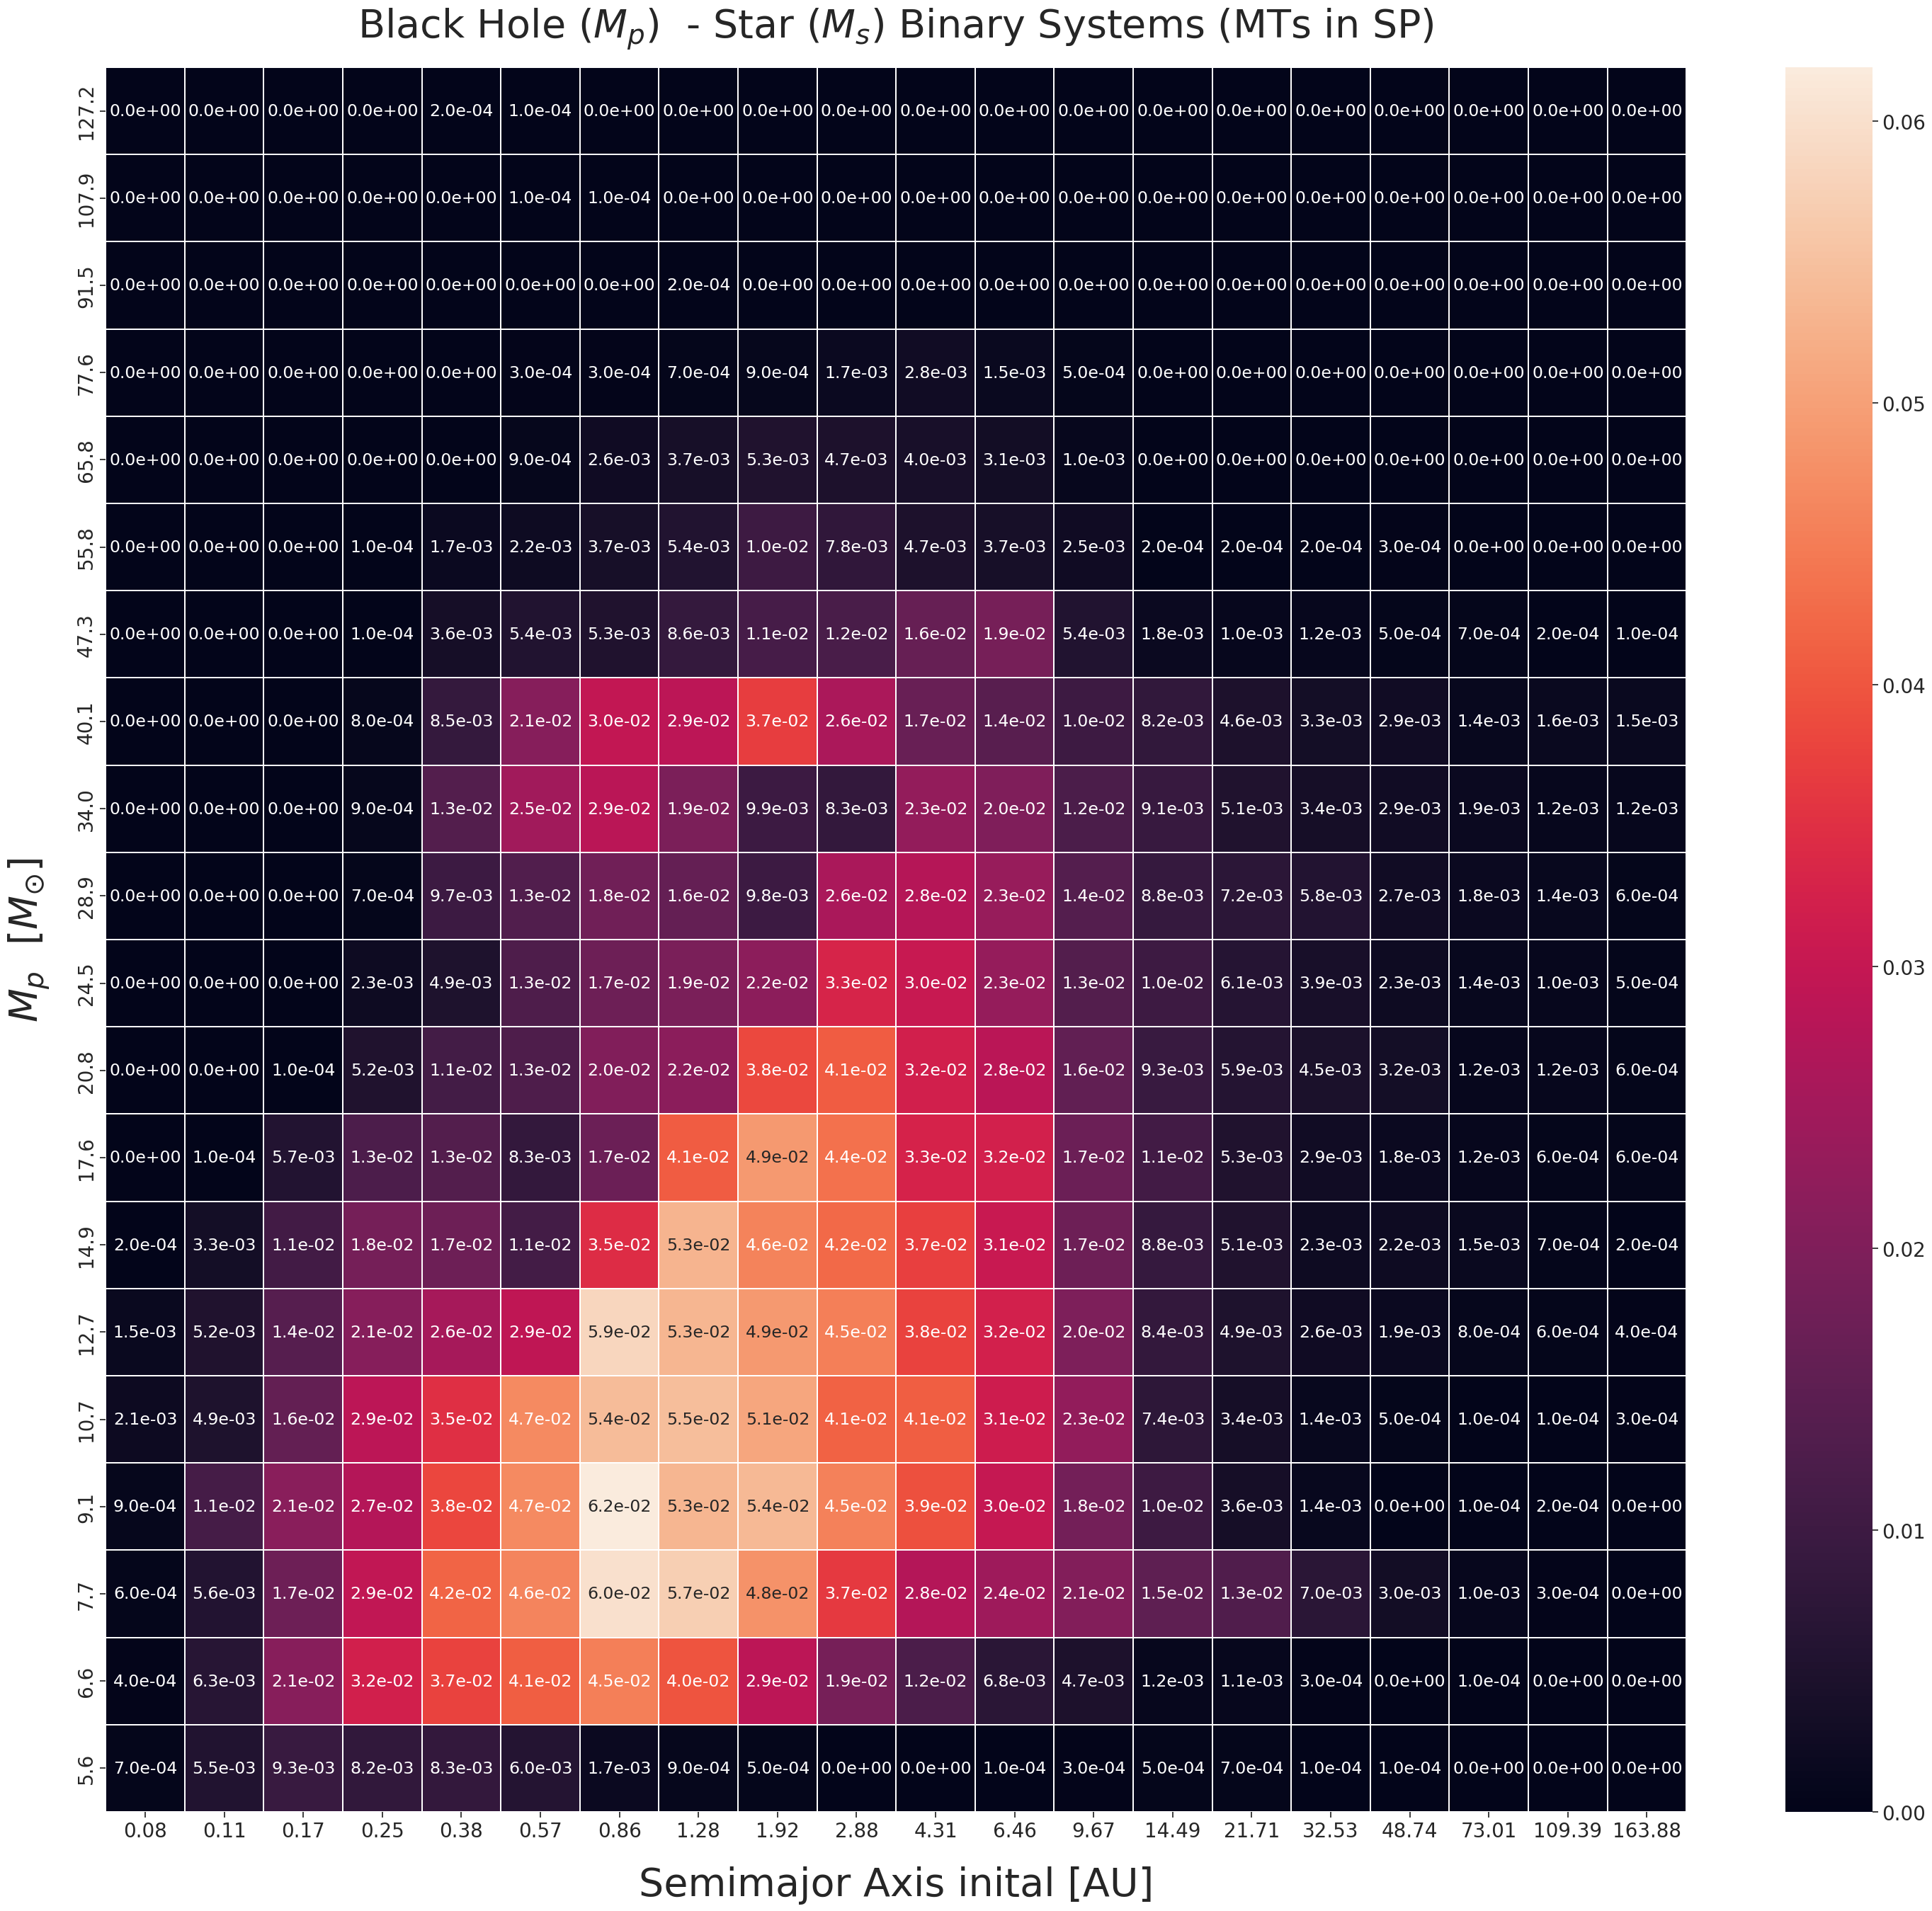 Black Hole (M_p) - Star (M_s) Binary Systems (MTs in SP)
M_p [M_⊙]
127.2 0.0e+00 0.0e+00 0.0e+00 0.0e+00 2.0e-04 1.0e-04 0.0e+00 0.0e+00 0.0e+00 0.0e+00 0.0e+00 0.0e+00 0.0e+00 0.0e+00 0.0e+00 0.0e+00 0.0e+00 0.0e+00 0.0e+00 0.0e+00
107.9 0.0e+00 0.0e+00 0.0e+00 0.0e+00 0.0e+00 1.0e-04 1.0e-04 0.0e+00 0.0e+00 0.0e+00 0.0e+00 0.0e+00 0.0e+00 0.0e+00 0.0e+00 0.0e+00 0.0e+00 0.0e+00 0.0e+00 0.0e+00
91.5 0.0e+00 0.0e+00 0.0e+00 0.0e+00 0.0e+00 0.0e+00 0.0e+00 2.0e-04 0.0e+00 0.0e+00 0.0e+00 0.0e+00 0.0e+00 0.0e+00 0.0e+00 0.0e+00 0.0e+00 0.0e+00 0.0e+00 0.0e+00
77.6 0.0e+00 0.0e+00 0.0e+00 0.0e+00 0.0e+00 3.0e-04 3.0e-04 7.0e-04 9.0e-04 1.7e-03 2.8e-03 1.5e-03 5.0e-04 0.0e+00 0.0e+00 0.0e+00 0.0e+00 0.0e+00 0.0e+00 0.0e+00
65.8 0.0e+00 0.0e+00 0.0e+00 0.0e+00 0.0e+00 9.0e-04 2.6e-03 3.7e-03 5.3e-03 4.7e-03 4.0e-03 3.1e-03 1.0e-03 0.0e+00 0.0e+00 0.0e+00 0.0e+00 0.0e+00 0.0e+00 0.0e+00
55.8 0.0e+00 0.0e+00 0.0e+00 1.0e-04 1.7e-03 2.2e-03 3.7e-03 5.4e-03 1.0e-02 7.8e-03 4.7e-03 3.7e-03 2.5e-03 2.0e-04 2.0e-04 2.0e-04 3.0e-04 0.0e+00 0.0e+00 0.0e+00
47.3 0.0e+00 0.0e+00 0.0e+00 1.0e-04 3.6e-03 5.4e-03 5.3e-03 8.6e-03 1.1e-02 1.2e-02 1.6e-02 1.9e-02 5.4e-03 1.8e-03 1.0e-03 1.2e-03 5.0e-04 7.0e-04 2.0e-04 1.0e-04
40.1 0.0e+00 0.0e+00 0.0e+00 8.0e-04 8.5e-03 2.1e-02 3.0e-02 2.9e-02 3.7e-02 2.6e-02 1.7e-02 1.4e-02 1.0e-02 8.2e-03 4.6e-03 3.3e-03 2.9e-03 1.4e-03 1.6e-03 1.5e-03
34.0 0.0e+00 0.0e+00 0.0e+00 9.0e-04 1.3e-02 2.5e-02 2.9e-02 1.9e-02 9.9e-03 8.3e-03 2.3e-02 2.0e-02 1.2e-02 9.1e-03 5.1e-03 3.4e-03 2.9e-03 1.9e-03 1.2e-03 1.2e-03
28.9 0.0e+00 0.0e+00 0.0e+00 7.0e-04 9.7e-03 1.3e-02 1.8e-02 1.6e-02 9.8e-03 2.6e-02 2.8e-02 2.3e-02 1.4e-02 8.8e-03 7.2e-03 5.8e-03 2.7e-03 1.8e-03 1.4e-03 6.0e-04
24.5 0.0e+00 0.0e+00 0.0e+00 2.3e-03 4.9e-03 1.3e-02 1.7e-02 1.9e-02 2.2e-02 3.3e-02 3.0e-02 2.3e-02 1.3e-02 1.0e-02 6.1e-03 3.9e-03 2.3e-03 1.4e-03 1.0e-03 5.0e-04
20.8 0.0e+00 0.0e+00 1.0e-04 5.2e-03 1.1e-02 1.3e-02 2.0e-02 2.2e-02 3.8e-02 4.1e-02 3.2e-02 2.8e-02 1.6e-02 9.3e-03 5.9e-03 4.5e-03 3.2e-03 1.2e-03 1.2e-03 6.0e-04
17.6 0.0e+00 1.0e-04 5.7e-03 1.3e-02 1.3e-02 8.3e-03 1.7e-02 4.1e-02 4.9e-02 4.4e-02 3.3e-02 3.2e-02 1.7e-02 1.1e-02 5.3e-03 2.9e-03 1.8e-03 1.2e-03 6.0e-04 6.0e-04
14.9 2.0e-04 3.3e-03 1.1e-02 1.8e-02 1.7e-02 1.1e-02 3.5e-02 5.3e-02 4.6e-02 4.2e-02 3.7e-02 3.1e-02 1.7e-02 8.8e-03 5.1e-03 2.3e-03 2.2e-03 1.5e-03 7.0e-04 2.0e-04
12.7 1.5e-03 5.2e-03 1.4e-02 2.1e-02 2.6e-02 2.9e-02 5.9e-02 5.3e-02 4.9e-02 4.5e-02 3.8e-02 3.2e-02 2.0e-02 8.4e-03 4.9e-03 2.6e-03 1.9e-03 8.0e-04 6.0e-04 4.0e-04
10.7 2.1e-03 4.9e-03 1.6e-02 2.9e-02 3.5e-02 4.7e-02 5.4e-02 5.5e-02 5.1e-02 4.1e-02 4.1e-02 3.1e-02 2.3e-02 7.4e-03 3.4e-03 1.4e-03 5.0e-04 1.0e-04 1.0e-04 3.0e-04
9.1 9.0e-04 1.1e-02 2.1e-02 2.7e-02 3.8e-02 4.7e-02 6.2e-02 5.3e-02 5.4e-02 4.5e-02 3.9e-02 3.0e-02 1.8e-02 1.0e-02 3.6e-03 1.4e-03 0.0e+00 1.0e-04 2.0e-04 0.0e+00
7.7 6.0e-04 5.6e-03 1.7e-02 2.9e-02 4.2e-02 4.6e-02 6.0e-02 5.7e-02 4.8e-02 3.7e-02 2.8e-02 2.4e-02 2.1e-02 1.5e-02 1.3e-02 7.0e-03 3.0e-03 1.0e-03 3.0e-04 0.0e+00
6.6 4.0e-04 6.3e-03 2.1e-02 3.2e-02 3.7e-02 4.1e-02 4.5e-02 4.0e-02 2.9e-02 1.9e-02 1.2e-02 6.8e-03 4.7e-03 1.2e-03 1.1e-03 3.0e-04 0.0e+00 1.0e-04 0.0e+00 0.0e+00
5.6 7.0e-04 5.5e-03 9.3e-03 8.2e-03 8.3e-03 6.0e-03 1.7e-03 9.0e-04 5.0e-04 0.0e+00 0.0e+00 1.0e-04 3.0e-04 5.0e-04 7.0e-04 1.0e-04 1.0e-04 0.0e+00 0.0e+00 0.0e+00
0.08 0.11 0.17 0.25 0.38 0.57 0.86 1.28 1.92 2.88 4.31 6.46 9.67 14.49 21.71 32.53 48.74 73.01 109.39 163.88
Semimajor Axis inital [AU]
0.06
0.05
0.04
0.03
0.02
0.01
0.00